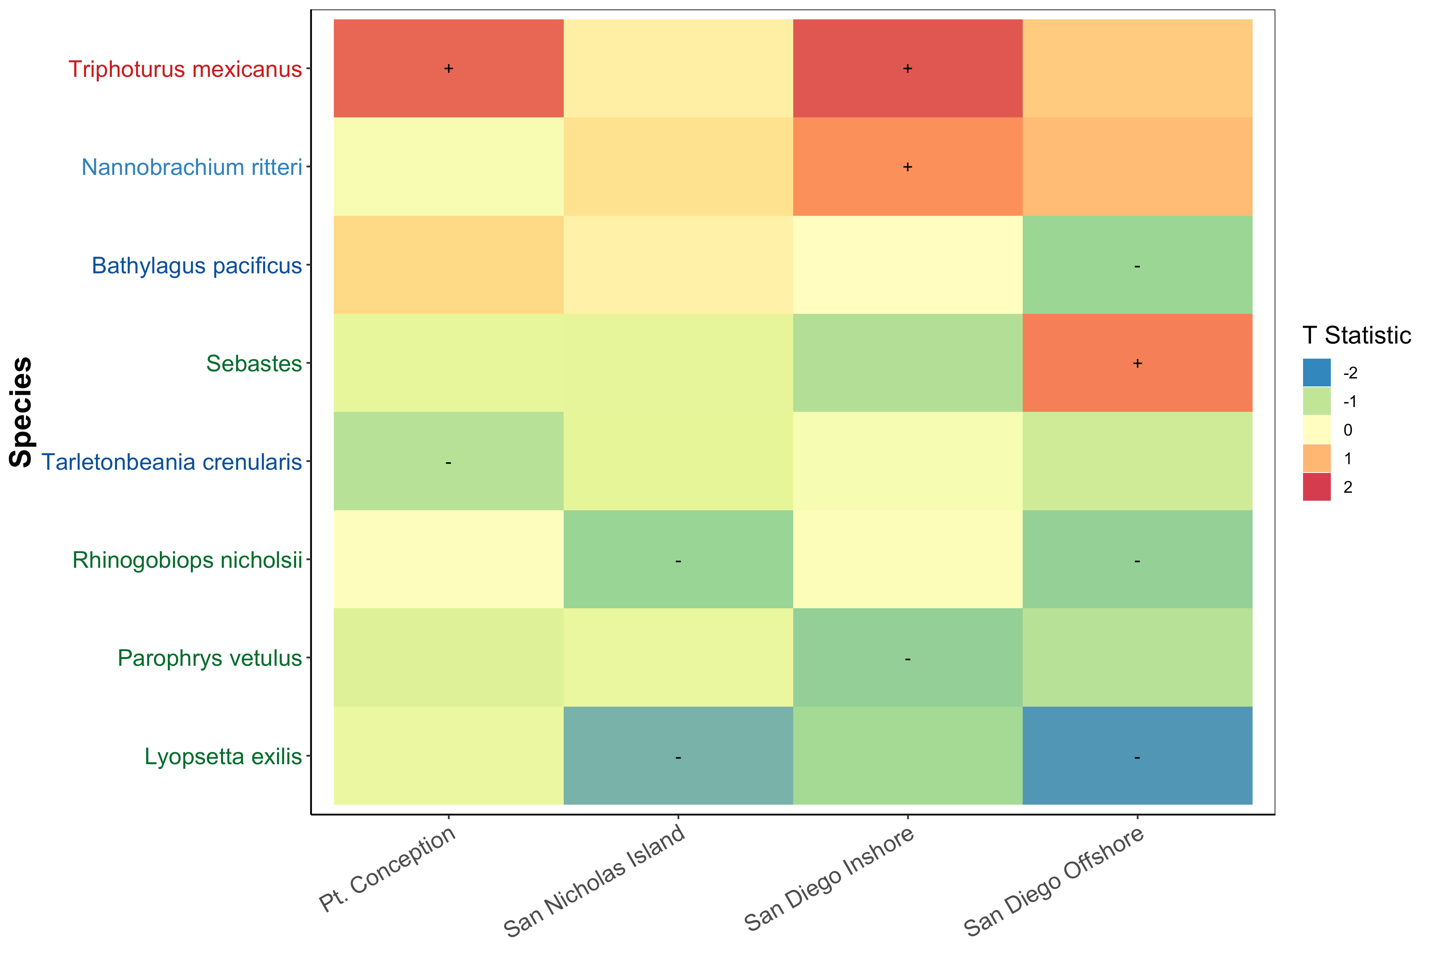 Species
Triphoturus mexicanus
+
+
Nannobrachium ritteri
+
Bathylagus pacificus
-
Sebastes
+
Tarletonbeania crenularis
-
Rhinogobiops nicholsii
-
-
Parophrys vetulus
-
Lyopsetta exilis
-
-
Pt. Conception
San Nicholas Island
San Diego Inshore
San Diego Offshore
T Statistic
-2
-1
0
1
2